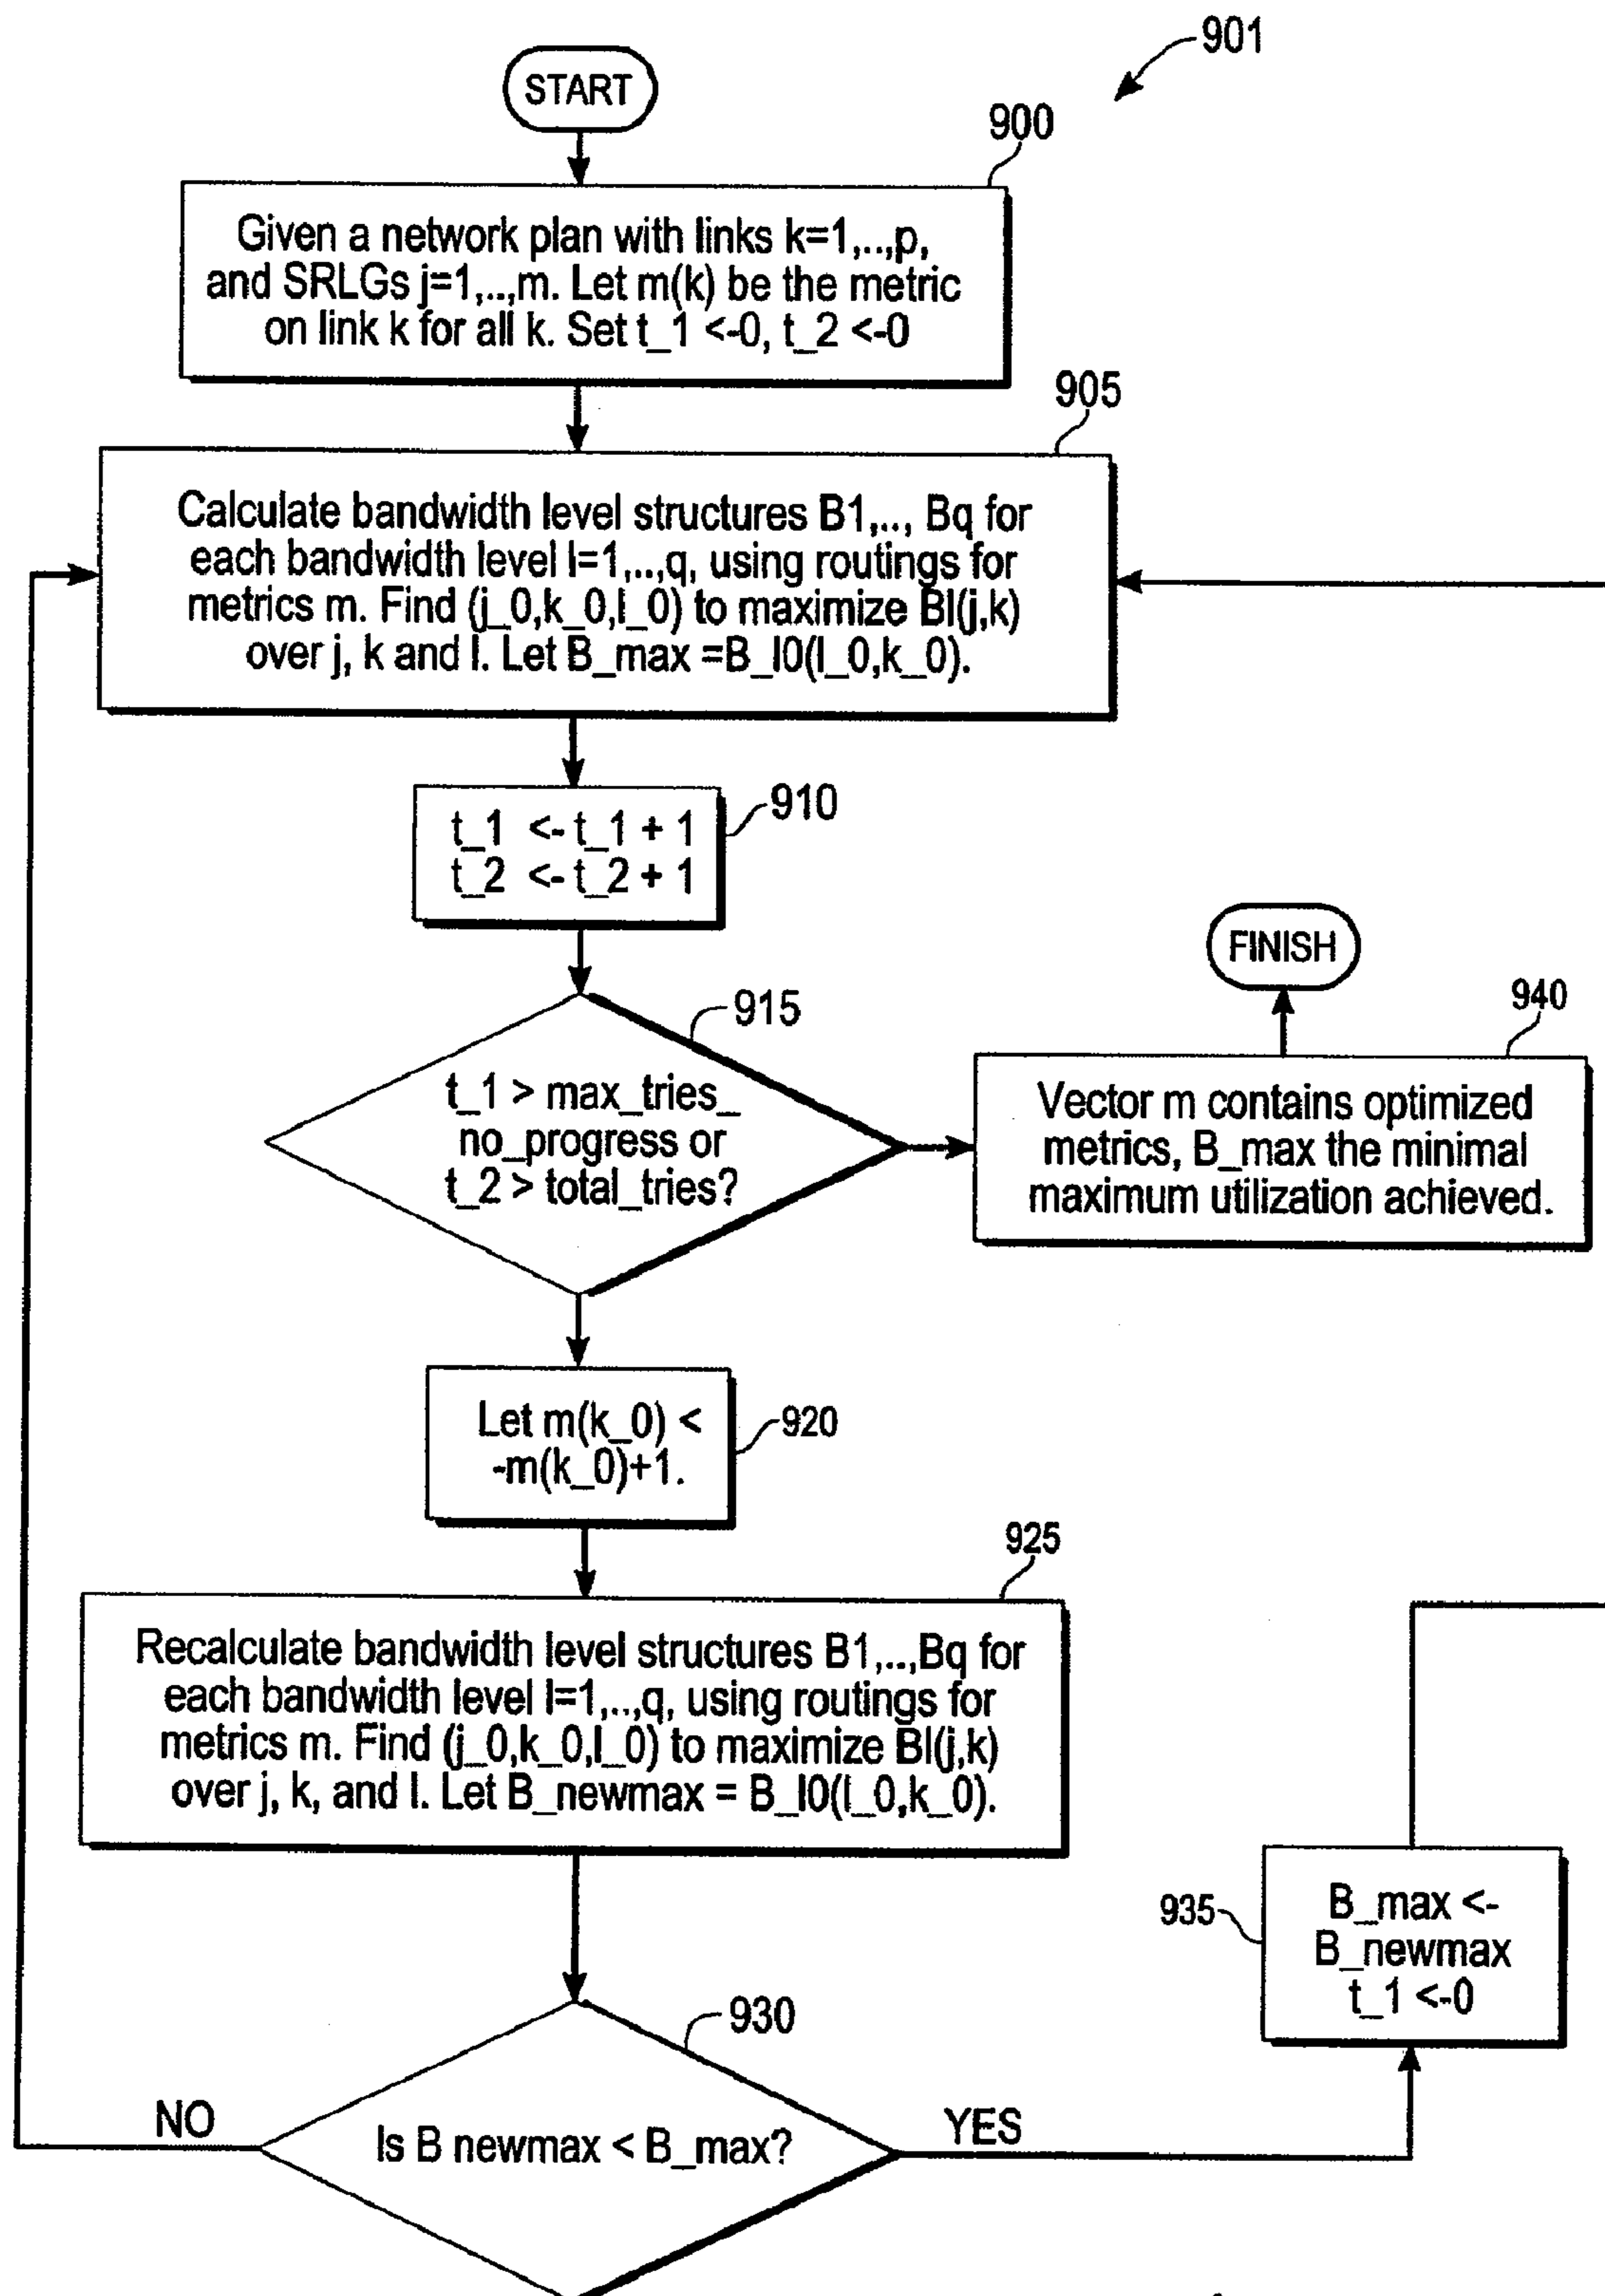 901
START
900
Given a network plan with links k=1,..,p,
and SRLGs j=1,..,m. Let m(k) be the metric
on link k for all k. Set t_1 <-0, t_2 <-0
905
Calculate bandwidth level structures B1,.., Bq for
each bandwidth level l=1,..,q, using routings for
metrics m. Find (j_0,k_0,l_0) to maximize Bl(j,k)
over j, k and l. Let B_max =B_l0(l_0,k_0).
910
t_1 <- t_1 + 1
t_2 <- t_2 + 1
915
t_1 > max_tries_
no_progress or
t_2 > total_tries?
FINISH
940
Vector m contains optimized
metrics, B_max the minimal
maximum utilization achieved.
Let m(k_0) <
-m(k_0)+1.
920
925
Recalculate bandwidth level structures B1,..,Bq for
each bandwidth level l=1,..,q, using routings for
metrics m. Find (j_0,k_0,l_0) to maximize Bl(j,k)
over j, k, and l. Let B_newmax = B_l0(l_0,k_0).
935
B_max <-
B_newmax
t_1 <-0
930
NO
Is B newmax < B_max?
YES